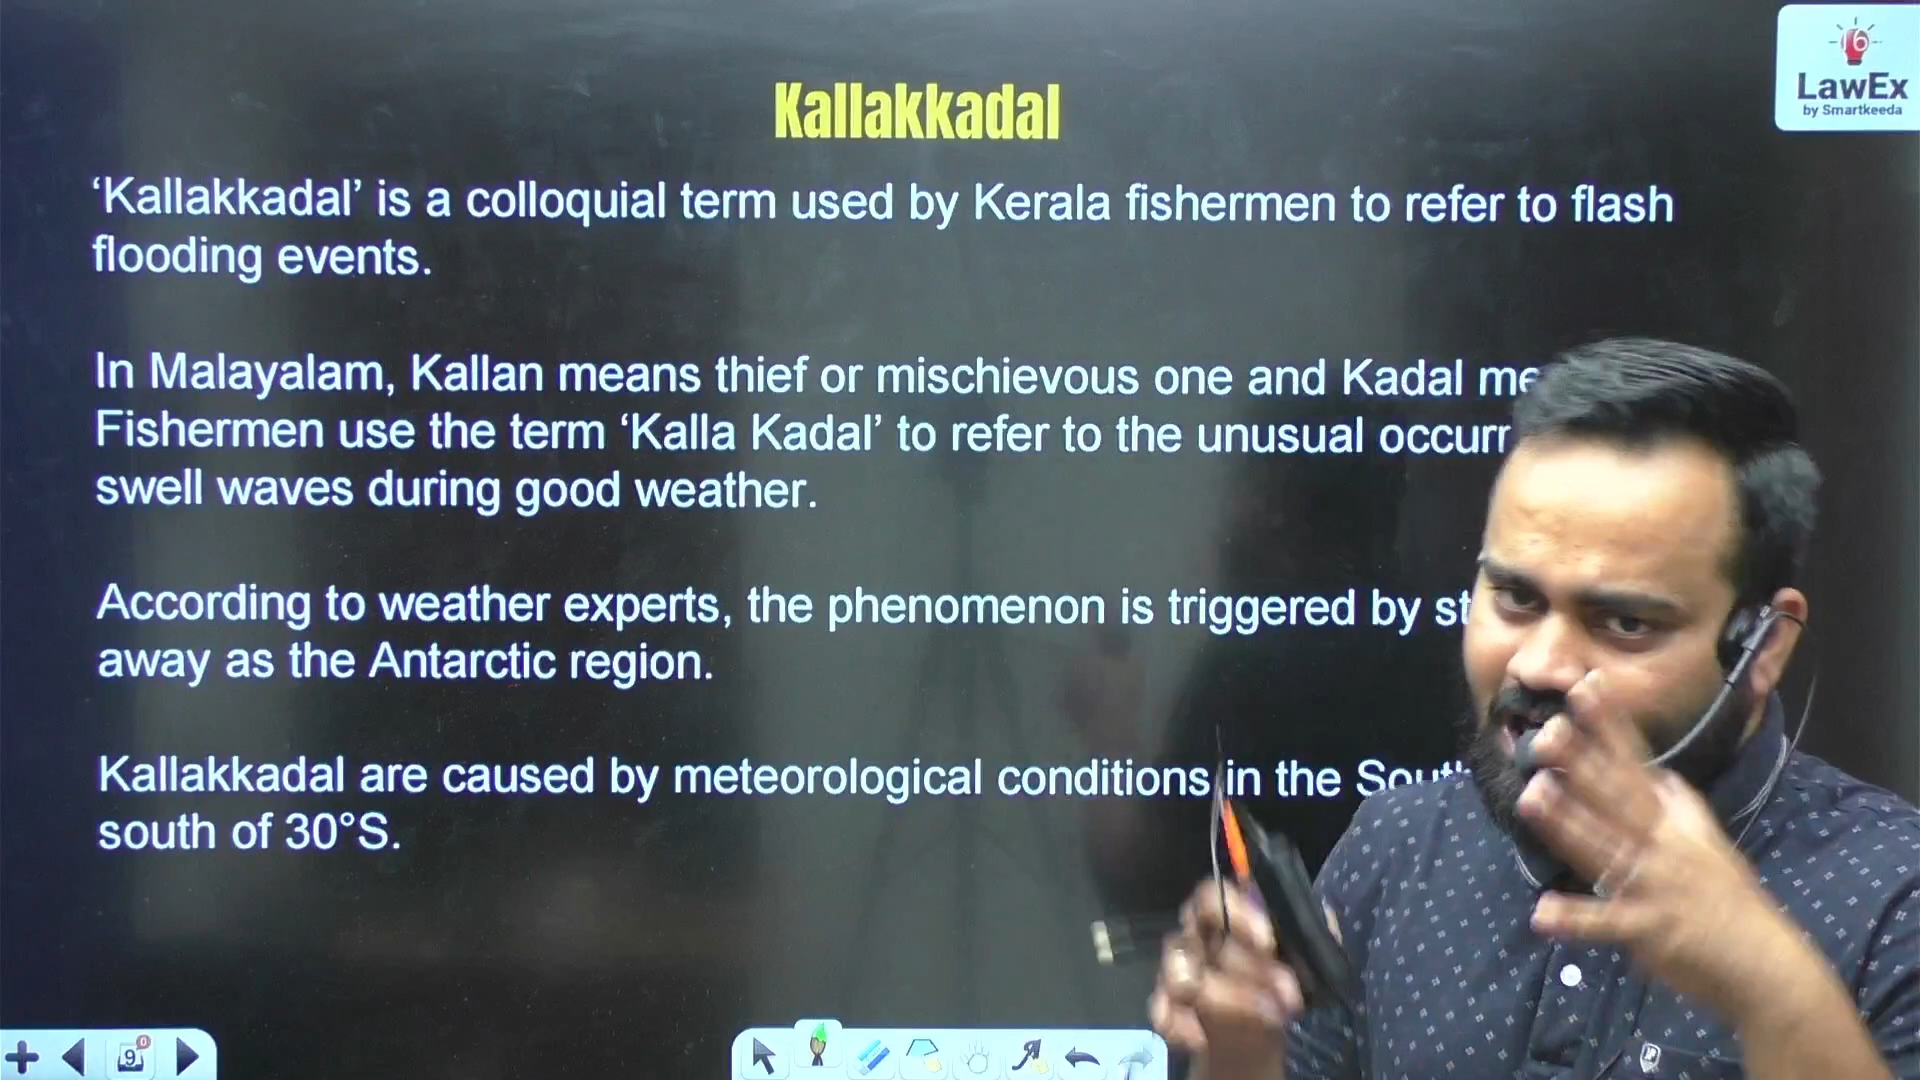 Kallakkadal
LawEx
by Smartkeeda
‘Kallakkadal’ is a colloquial term used by Kerala fishermen to refer to flash
flooding events.
In Malayalam, Kallan means thief or mischievous one and Kadal
Fishermen use the term ‘Kalla Kadal’ to refer to the unusual
swell waves during good weather.
According to weather experts, the phenomenon is triggered by
away as the Antarctic region.
Kallakkadal are caused by meteorological conditions in the
south of 30°S.
9
0